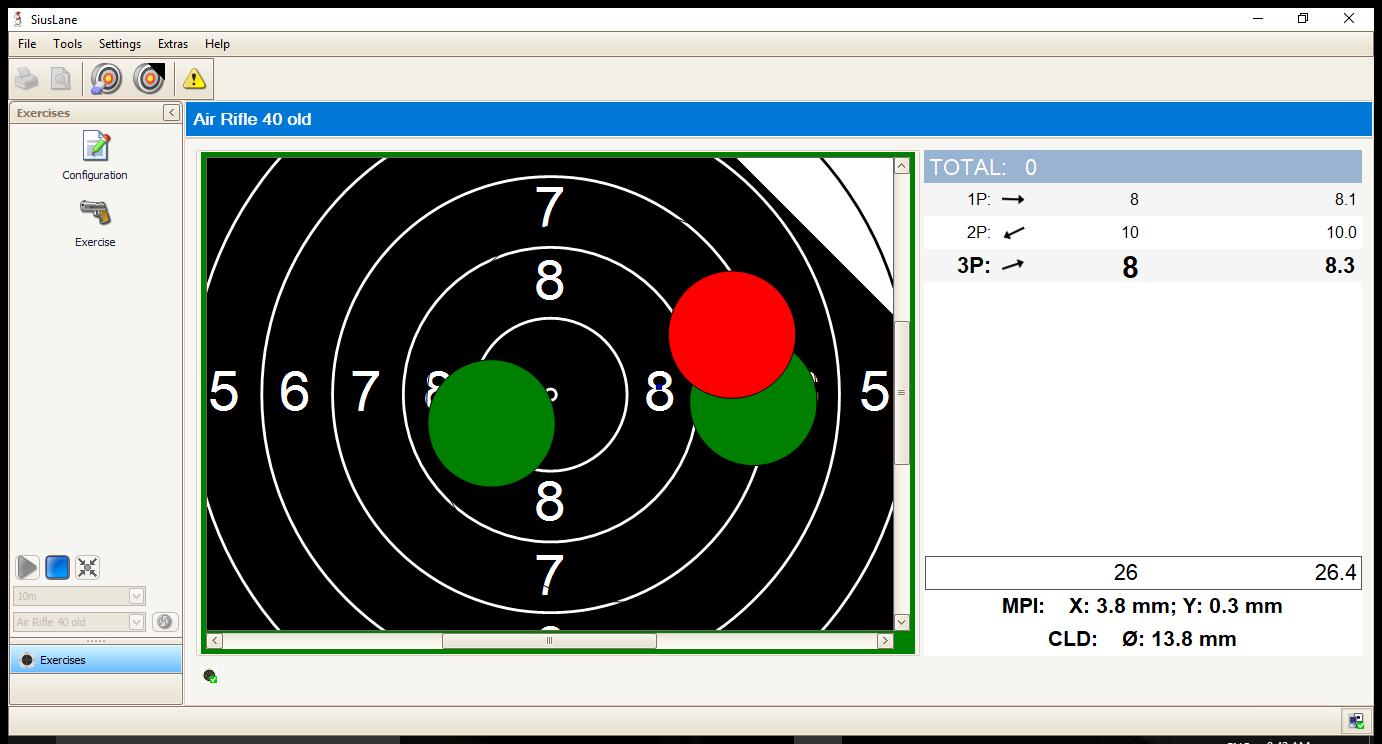 SiusLane
File Tools Settings Extras Help
Exercises
Configuration
Exercise
10m
Air Rifle 40 old
Exercises
Air Rifle 40 old
7
8
5 6 7 8 8 5
8
7
TOTAL: 0
1P: 8 8.1
2P: 10 10.0
3P: 8 8.3
26 26.4
MPI: X: 3.8 mm; Y: 0.3 mm
CLD: Ø: 13.8 mm